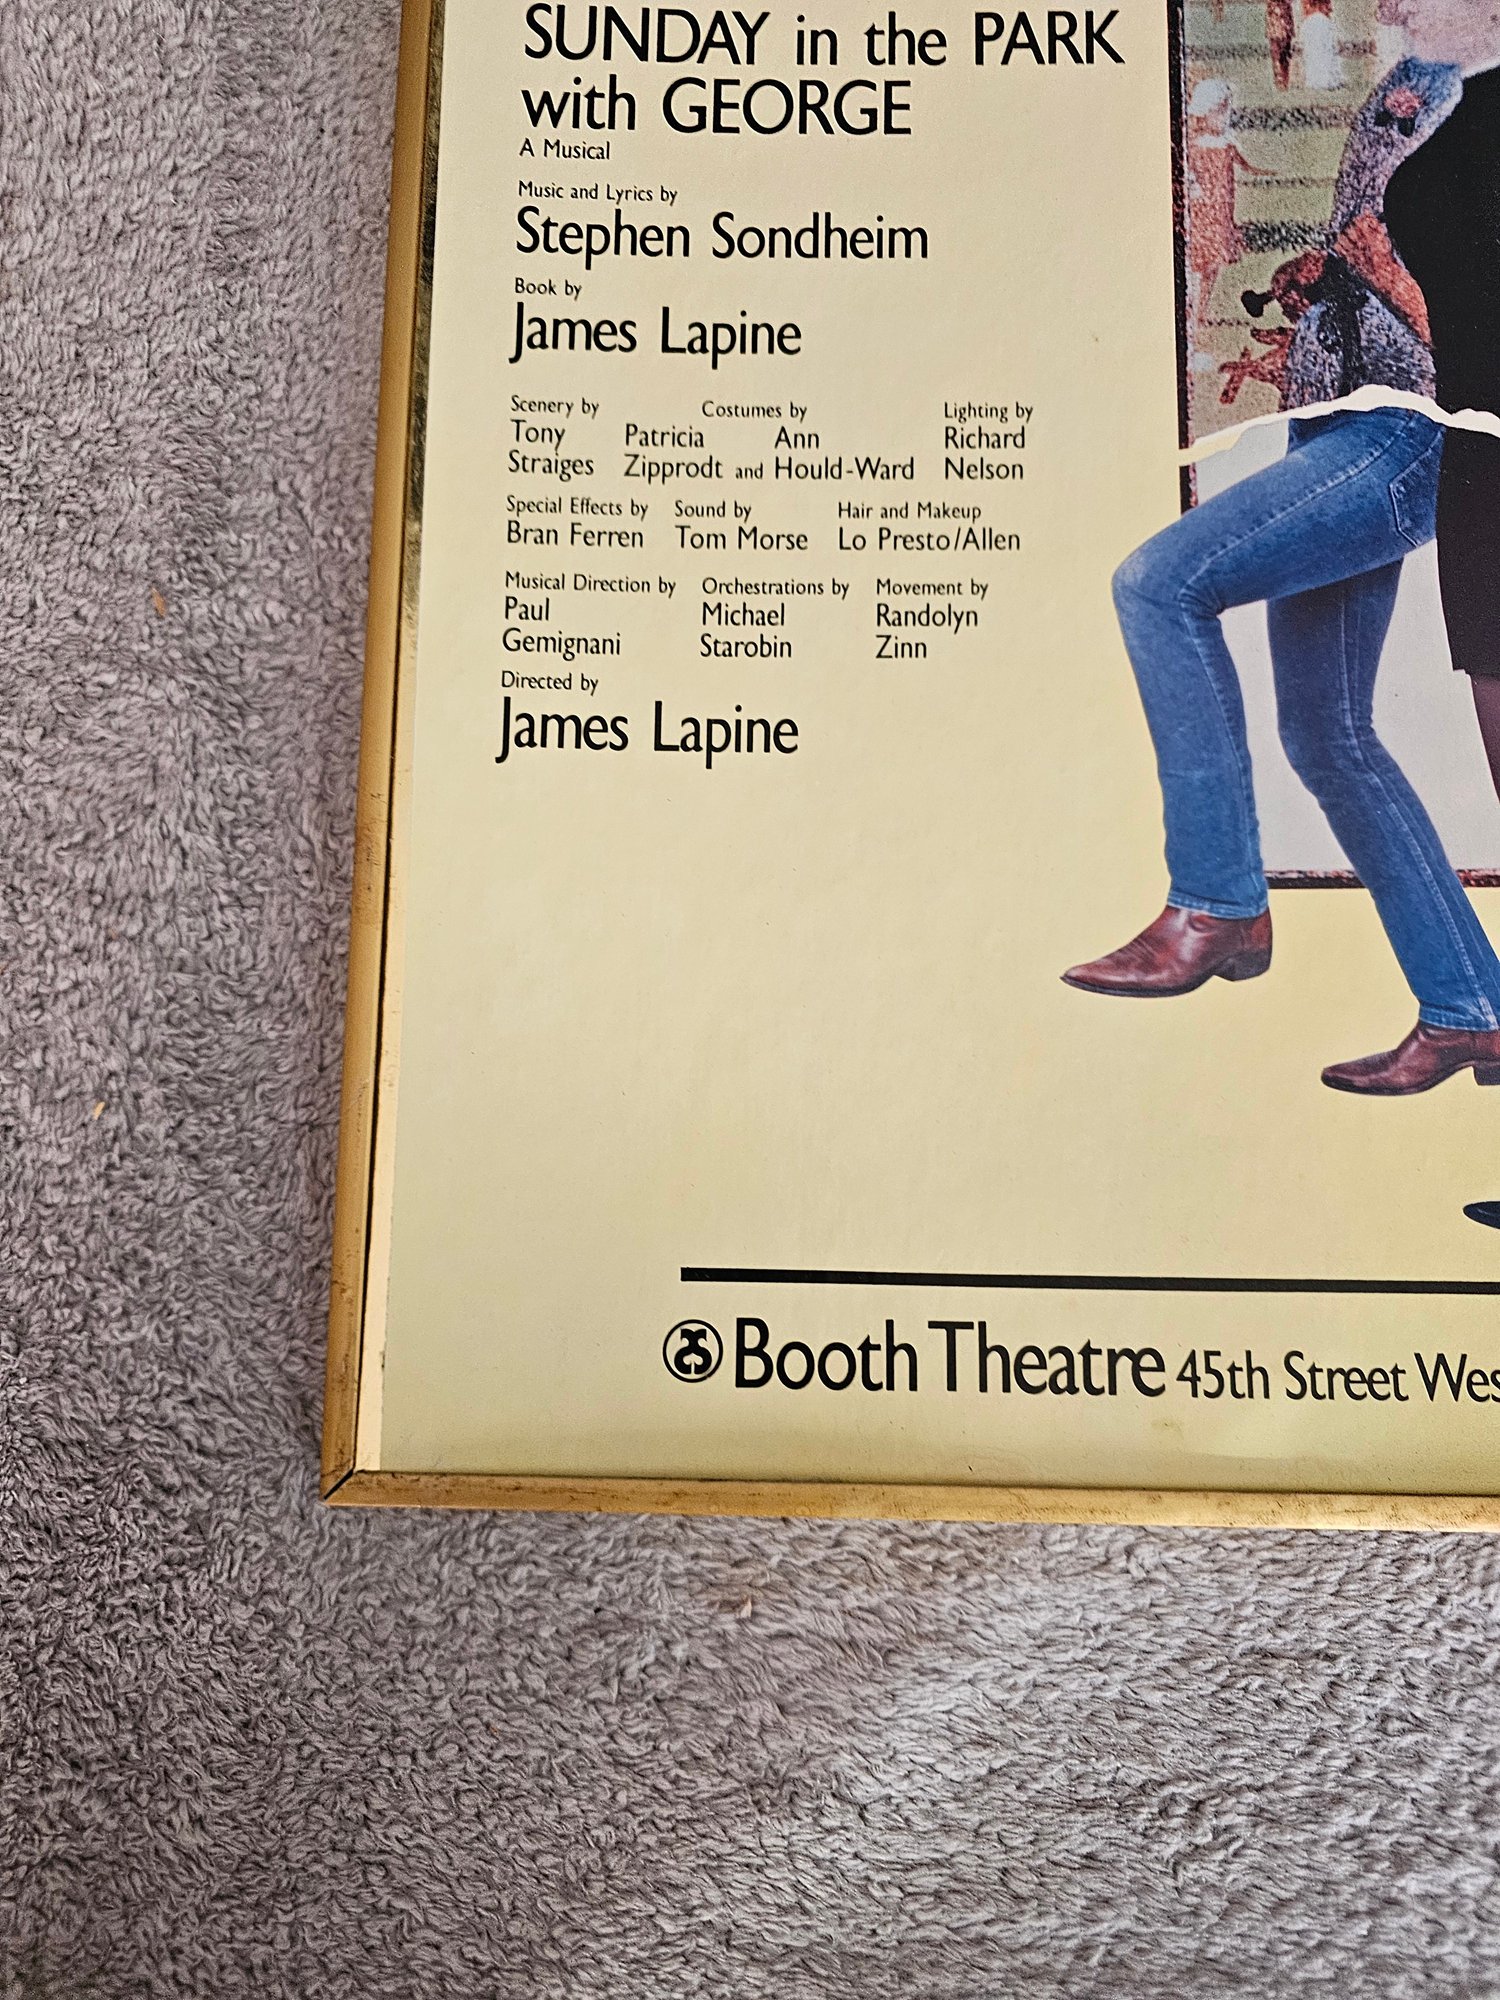 SUNDAY in the PARK
with GEORGE
A Musical
Music and Lyrics by
Stephen Sondheim
Book by
James Lapine
Scenery by Costumes by Lighting by
Tony Patricia Ann Richard
Straiges Zipprodt and Hould-Ward Nelson
Special Effects by Sound by Hair and Makeup
Bran Ferren Tom Morse Lo Presto/Allen
Musical Direction by Orchestrations by Movement by
Paul Michael Randolyn
Gemignani Starobin Zinn
Directed by
James Lapine
Booth Theatre 45th Street Wes